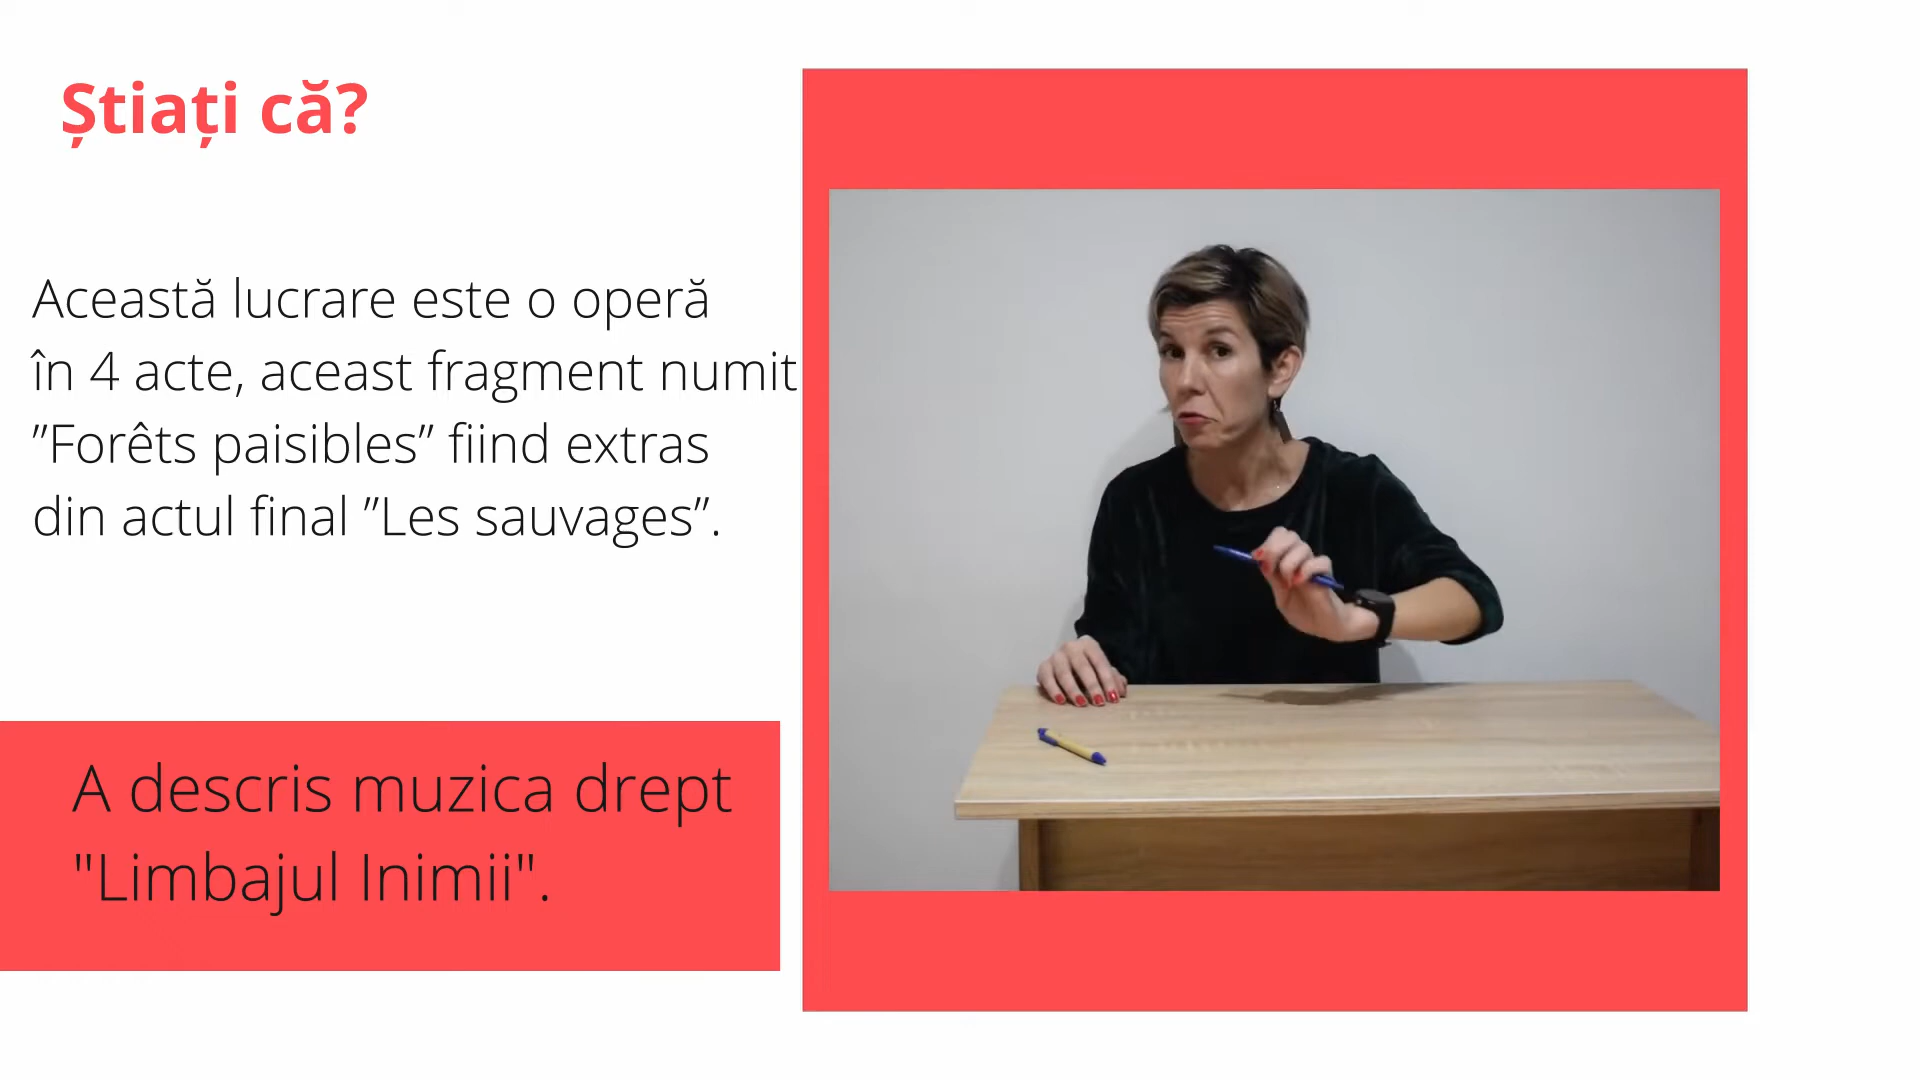 Știați că?
Această lucrare este o operă
în 4 acte, aceast fragment numit
”Forêts paisibles” fiind extras
din actul final ”Les sauvages”.
A descris muzica drept
"Limbajul Inimii".